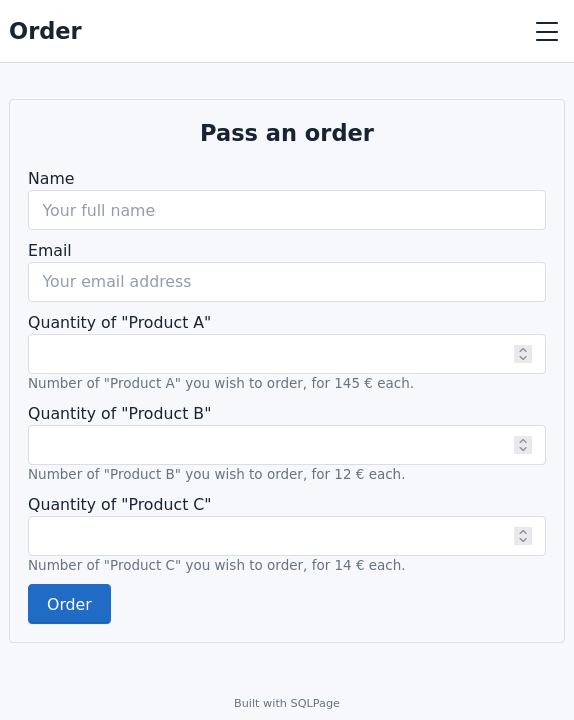 Order
Pass an order
Name
Your full name
Email
Your email address
Quantity of "Product A"
Number of "Product A" you wish to order, for 145 € each.
Quantity of "Product B"
Number of "Product B" you wish to order, for 12 € each.
Quantity of "Product C"
Number of "Product C" you wish to order, for 14 € each.
Order
Built with SQLPage